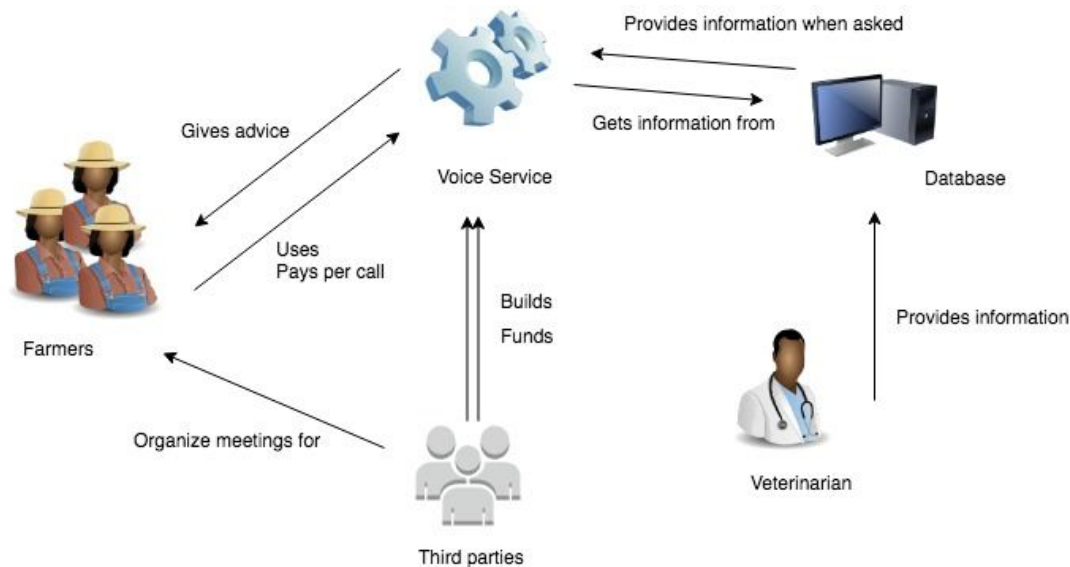 Provides information when asked
Gives advice
Gets information from
Voice Service
Database
Uses
Pays per call
Builds
Funds
Provides information
Farmers
Organize meetings for
Veterinarian
Third parties